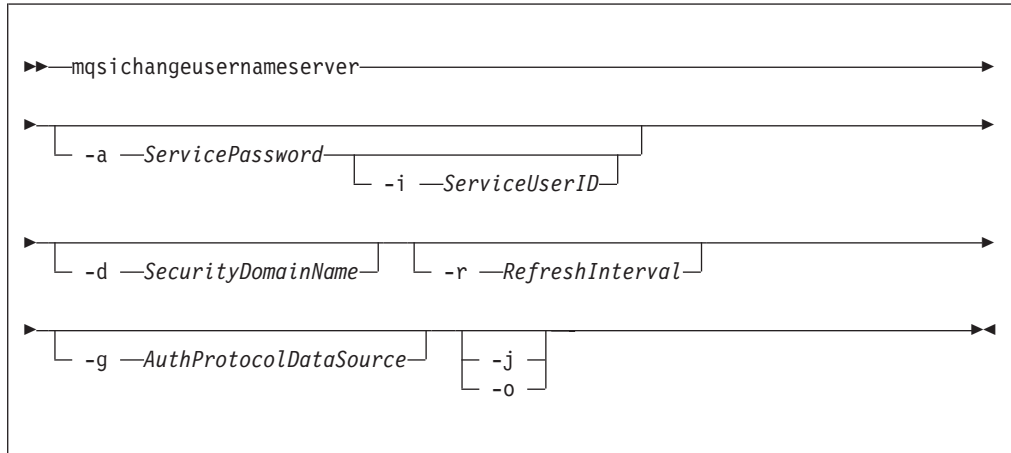 mqsichangeusernameserver
-a ServicePassword
-i ServiceUserID
-d SecurityDomainName -r RefreshInterval
-g AuthProtocolDataSource -j
-o